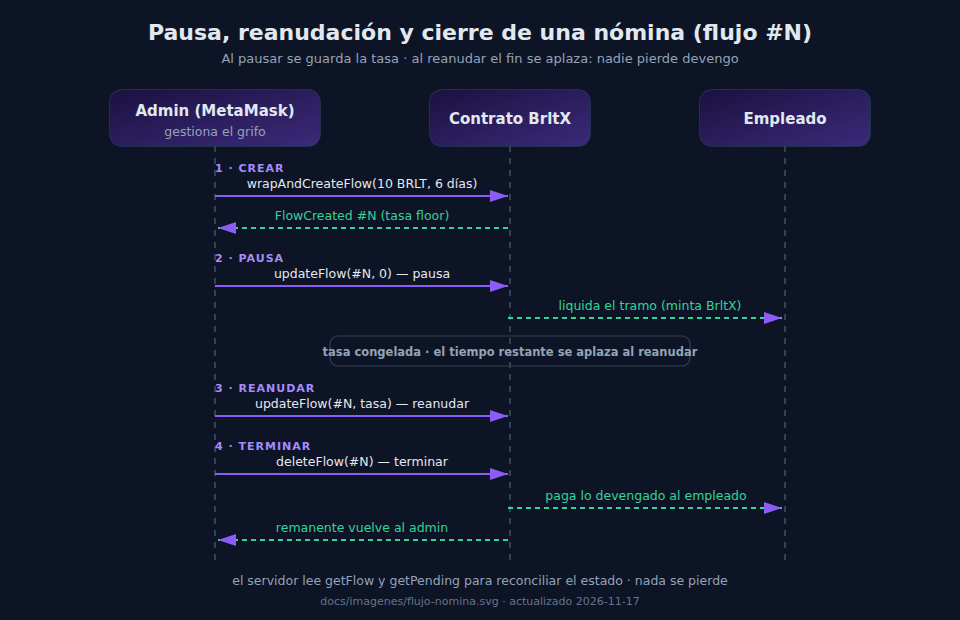 Pausa, reanudación y cierre de una nómina (flujo #N)
Al pausar se guarda la tasa · al reanudar el fin se aplaza: nadie pierde devengo
Admin (MetaMask)
gestiona el grifo
Contrato BrltX
Empleado
1 · CREAR
wrapAndCreateFlow(10 BRLT, 6 días)
FlowCreated #N (tasa floor)
2 · PAUSA
updateFlow(#N, 0) — pausa
liquida el tramo (minta BrltX)
tasa congelada · el tiempo restante se aplaza al reanudar
3 · REANUDAR
updateFlow(#N, tasa) — reanudar
4 · TERMINAR
deleteFlow(#N) — terminar
paga lo devengado al empleado
remanente vuelve al admin
el servidor lee getFlow y getPending para reconciliar el estado · nada se pierde
docs/imagenes/flujo-nomina.svg · actualizado 2026-11-17